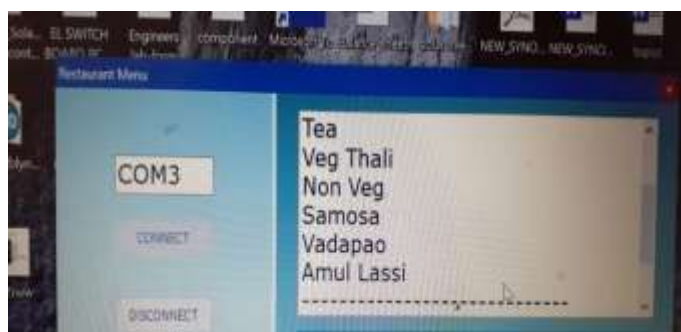 EL SWITCH
Engineers
component
NEW_SYNO...
NEW_SYNO...
Restaurant Menu
COM3
CONNECT
DISCONNECT
Tea
Veg Thali
Non Veg
Samosa
Vadapao
Amul Lassi
------------------------------